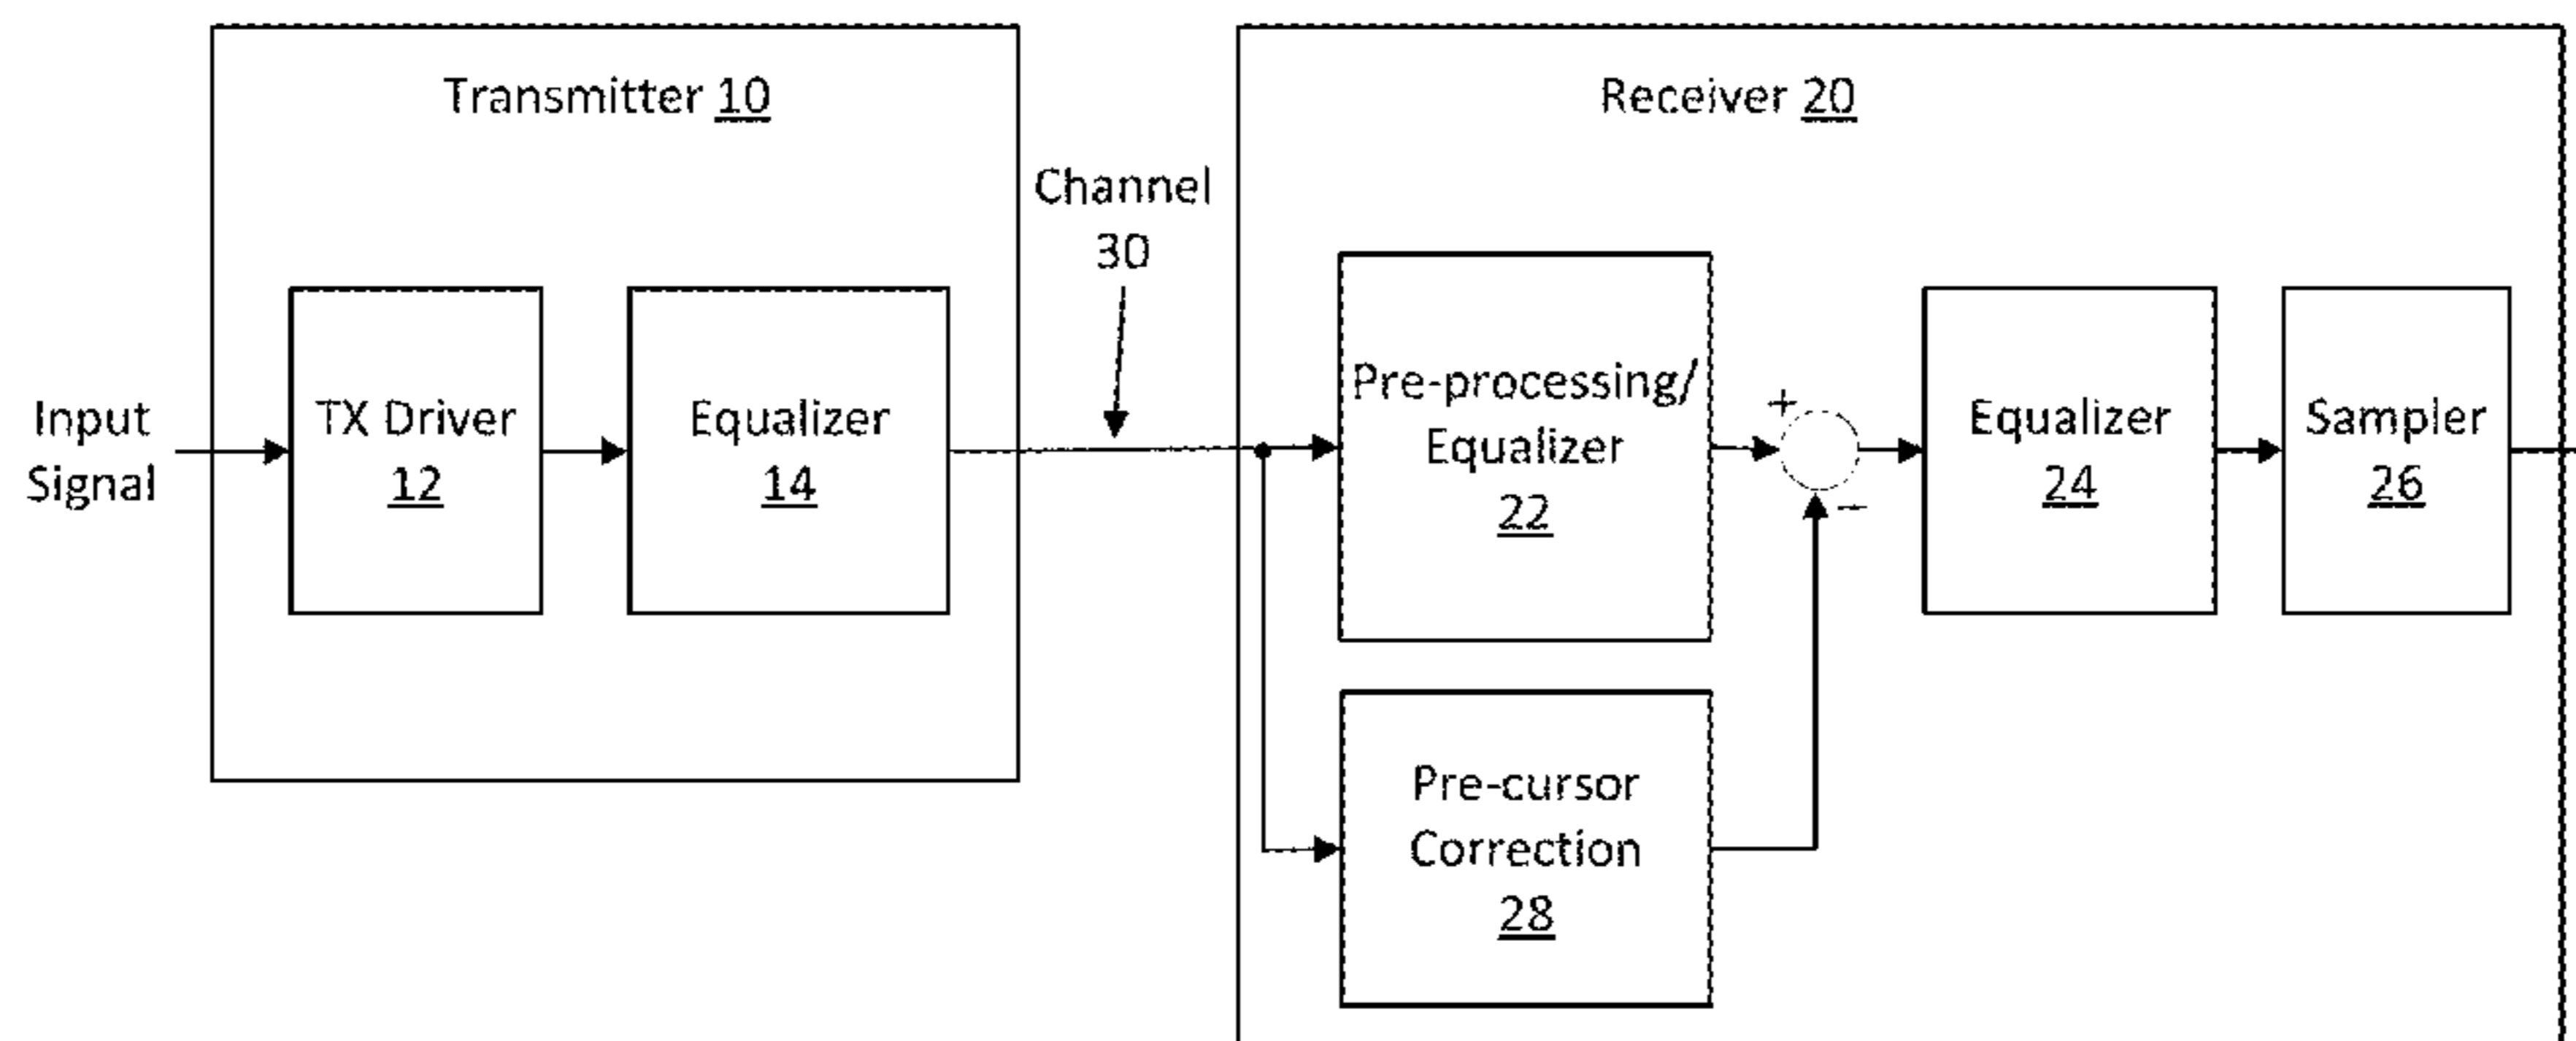 Transmitter 10
Receiver 20
Channel
30
Input
Signal
TX Driver
12
Equalizer
14
Pre-processing/
Equalizer
22
+
−
Equalizer
24
Sampler
26
Pre-cursor
Correction
28